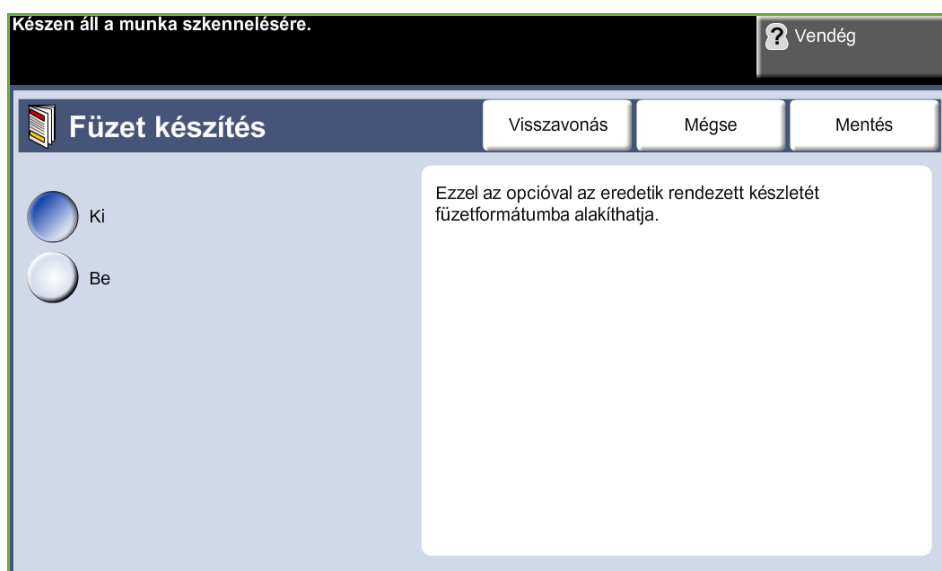 Készen áll a munka szkennelésére.
? Vendég
Füzet készítés
Visszavonás
Mégse
Mentés
Ki
Be
Ezzel az opcióval az eredetik rendezett készletét
füzetformátumba alakíthatja.